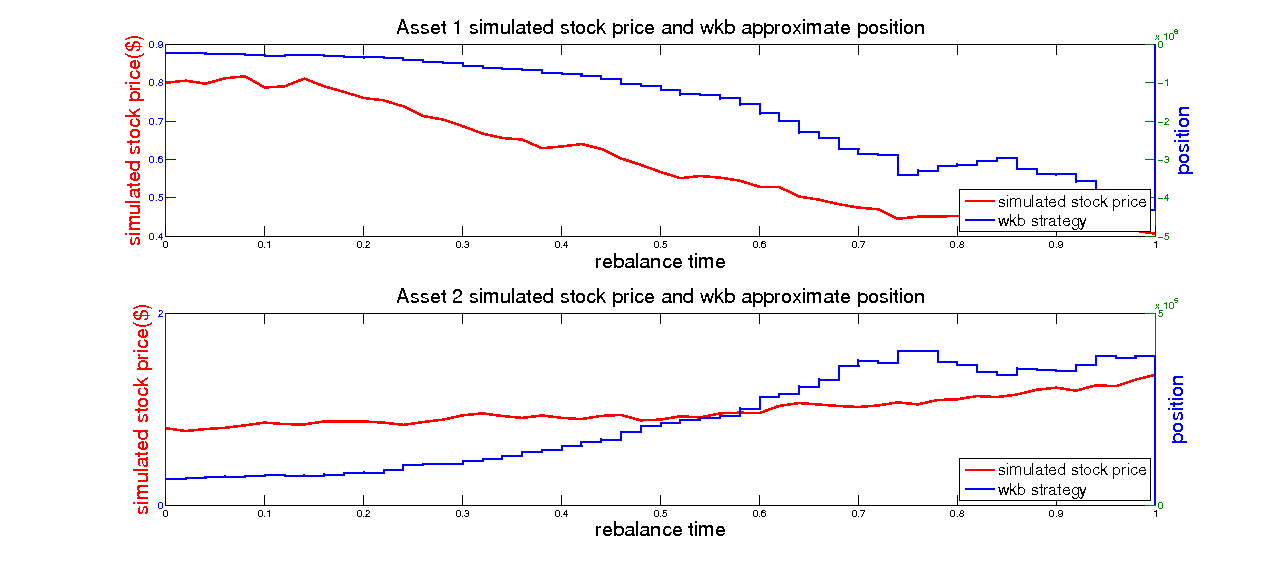 Asset 1 simulated stock price and wkb approximate position
x 10^6
simulated stock price($)
0.9
0.8
0.7
0.6
0.5
0.4
0
−1
−2
−3
−4
−5
position
simulated stock price
wkb strategy
0 0.1 0.2 0.3 0.4 0.5 0.6 0.7 0.8 0.9 1
rebalance time
Asset 2 simulated stock price and wkb approximate position
simulated stock price($)
2
0
5
0
position
simulated stock price
wkb strategy
0 0.1 0.2 0.3 0.4 0.5 0.6 0.7 0.8 0.9 1
rebalance time